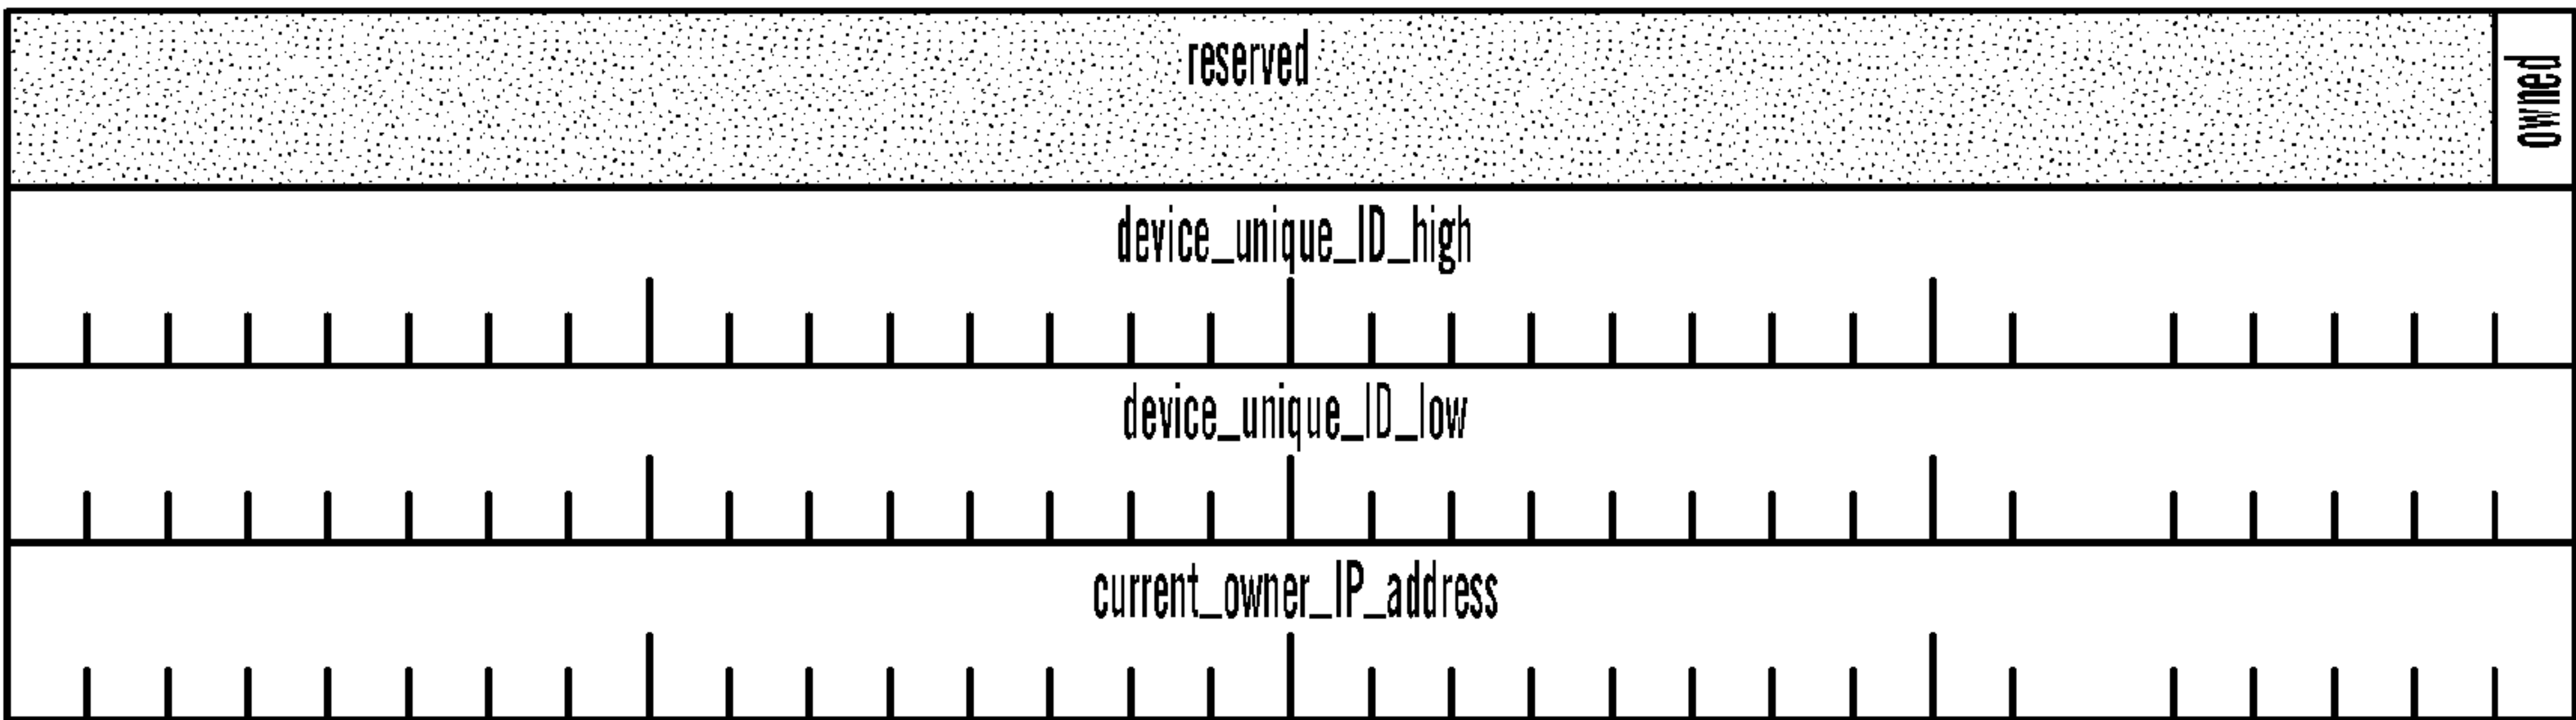 reserved
owned
device_unique_ID_high
device_unique_ID_low
current_owner_IP_address